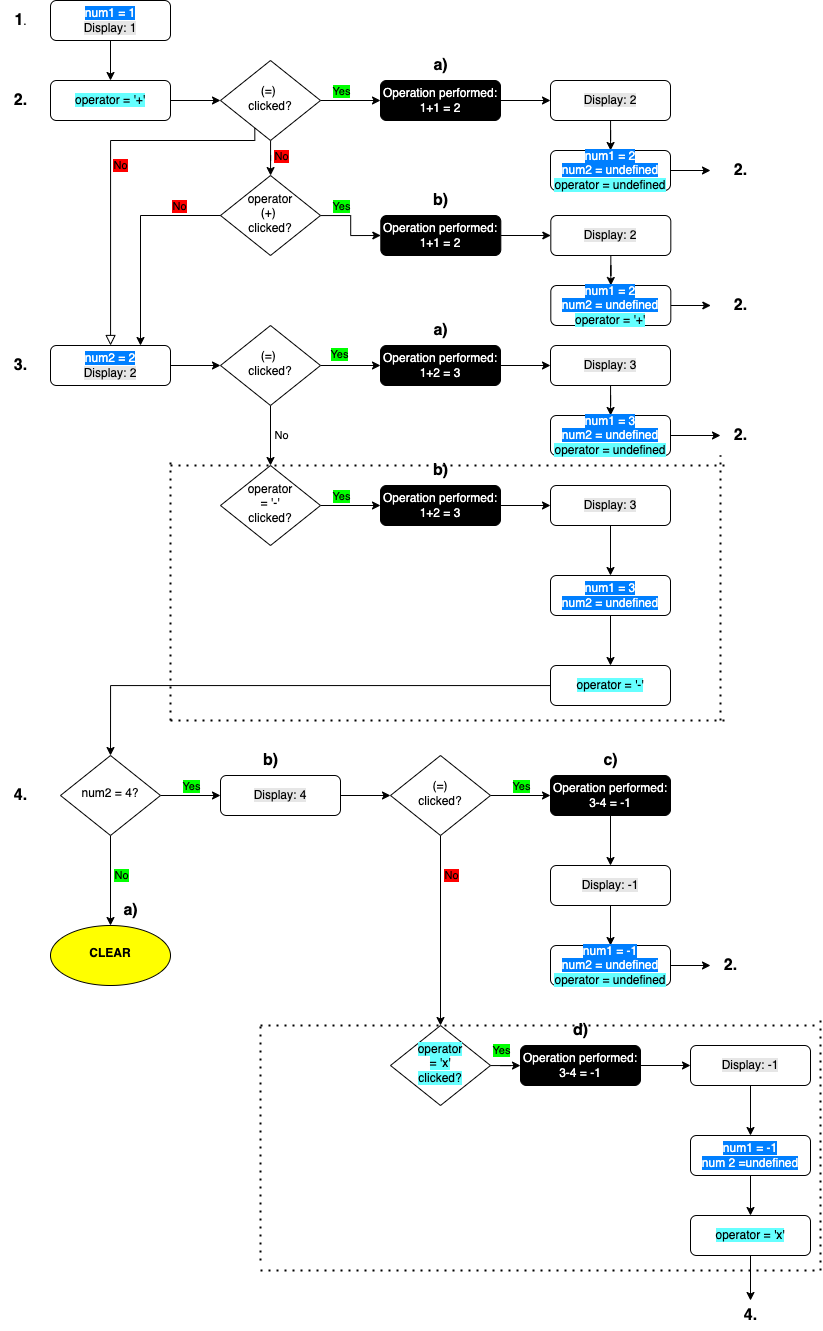 1.
num1 = 1
Display: 1
2.
operator = '+'
(=)
clicked?
Yes
a)
Operation performed:
1+1 = 2
Display: 2
num1 = 2
num2 = undefined
operator = undefined
2.
No
No
operator
(+)
clicked?
No
Yes
b)
Operation performed:
1+1 = 2
Display: 2
num1 = 2
num2 = undefined
operator = '+'
2.
3.
num2 = 2
Display: 2
(=)
clicked?
Yes
a)
Operation performed:
1+2 = 3
Display: 3
num1 = 3
num2 = undefined
operator = undefined
2.
No
operator
= '-'
clicked?
Yes
b)
Operation performed:
1+2 = 3
Display: 3
num1 = 3
num2 = undefined
operator = '-'
4.
num2 = 4?
Yes
b)
Display: 4
(=)
clicked?
Yes
c)
Operation performed:
3-4 = -1
Display: -1
num1 = -1
num2 = undefined
operator = undefined
2.
No
a)
CLEAR
No
operator
= 'x'
clicked?
Yes
d)
Operation performed:
3-4 = -1
Display: -1
num1 = -1
num 2 =undefined
operator = 'x'
4.